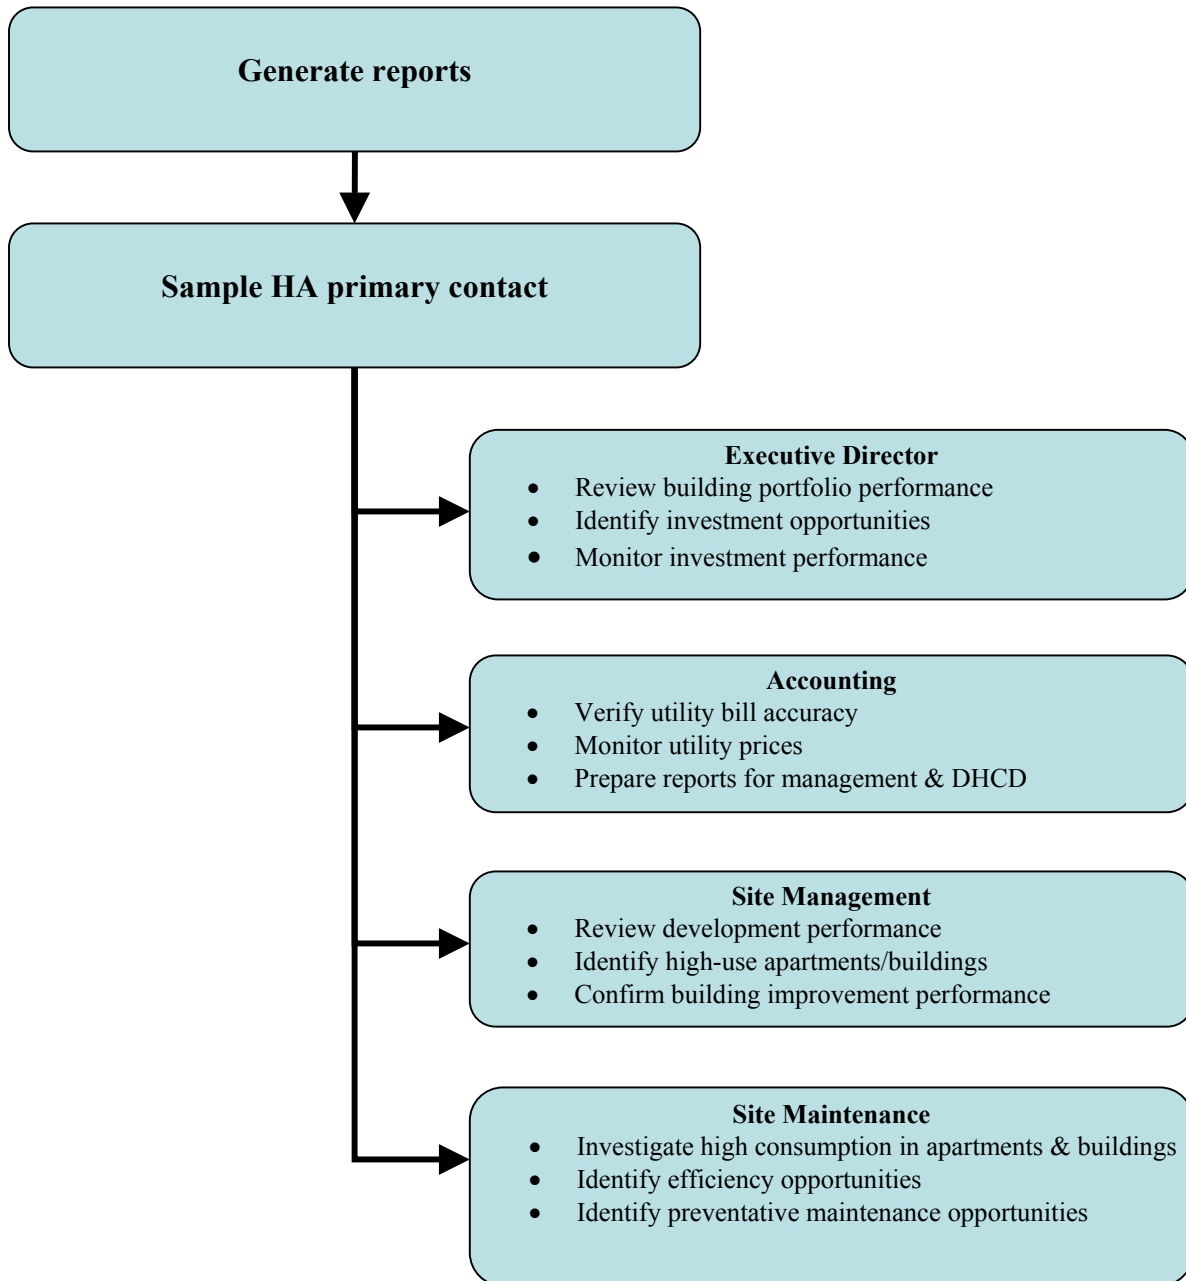 Generate reports
Sample HA primary contact
Executive Director
• Review building portfolio performance
• Identify investment opportunities
• Monitor investment performance
Accounting
• Verify utility bill accuracy
• Monitor utility prices
• Prepare reports for management & DHCD
Site Management
• Review development performance
• Identify high-use apartments/buildings
• Confirm building improvement performance
Site Maintenance
• Investigate high consumption in apartments & buildings
• Identify efficiency opportunities
• Identify preventative maintenance opportunities